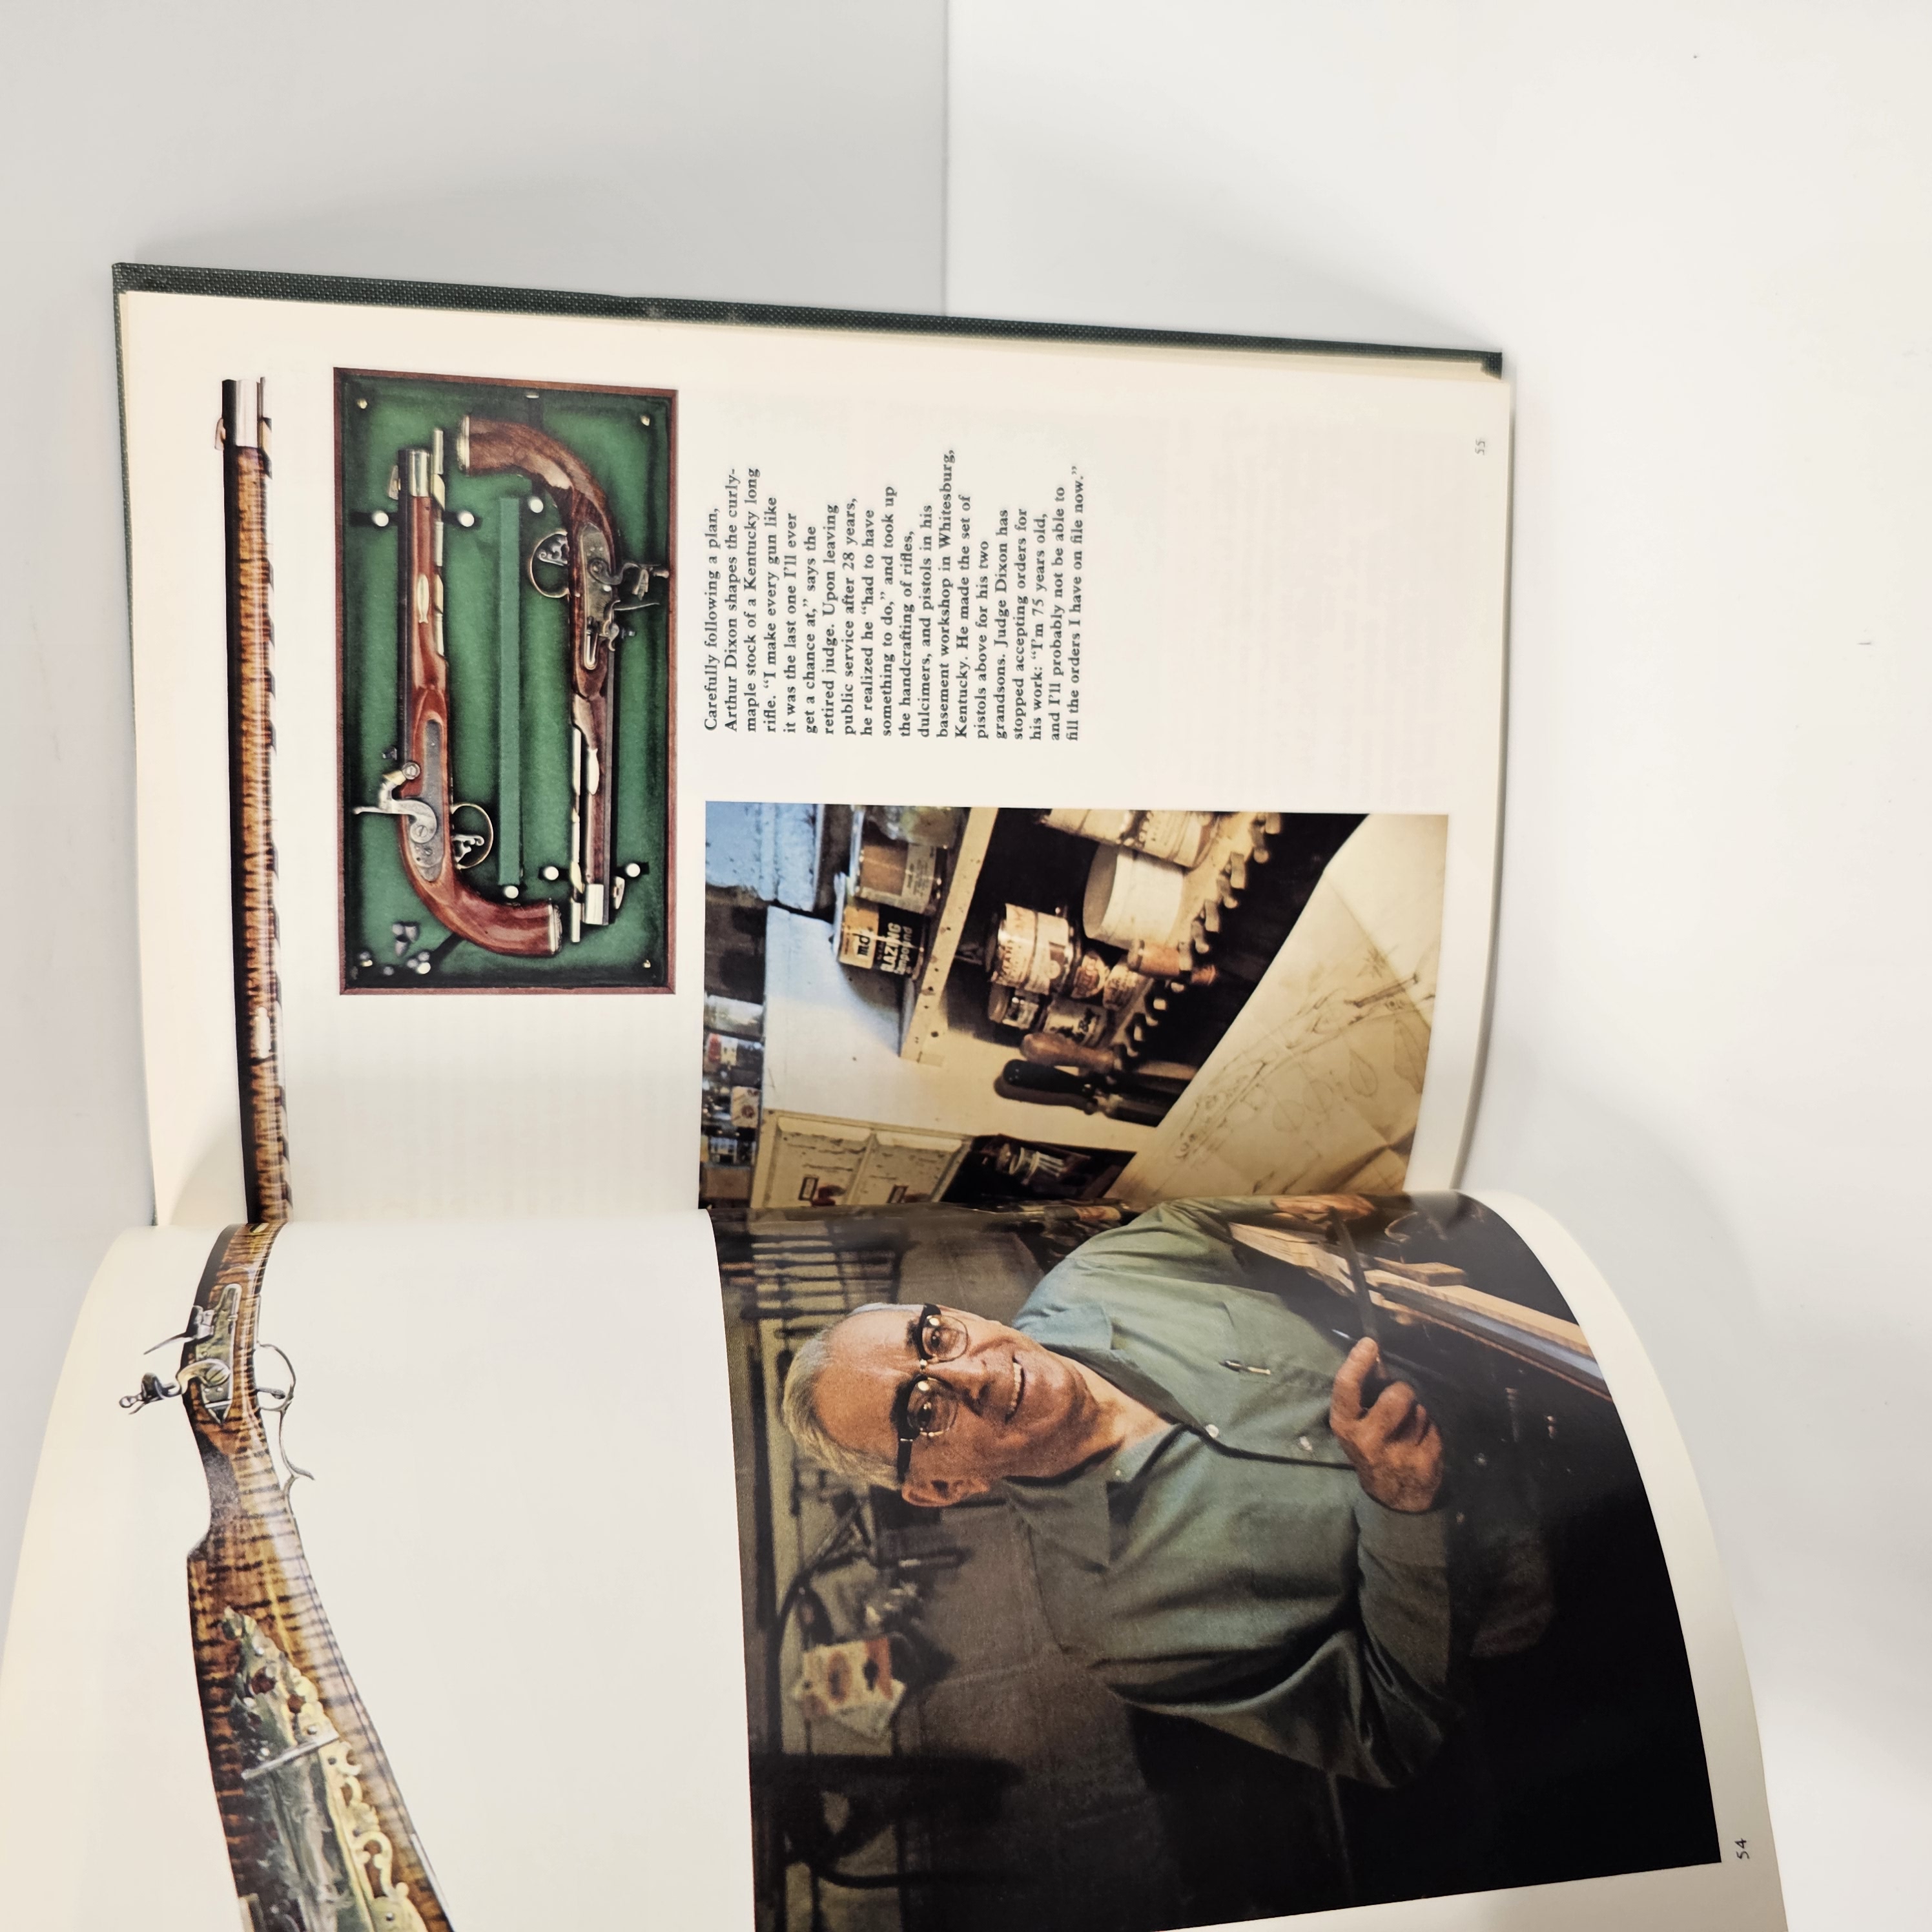 Carefully following a plan,
Arthur Dixon shapes the curly-
maple stock of a Kentucky long
rifle. “I make every gun like
it was the last one I’ll ever
get a chance at,” says the
retired judge. Upon leaving
public service after 28 years,
he realized he “had to have
something to do,” and took up
the handcrafting of rifles,
dulcimers, and pistols in his
basement workshop in Whitesburg,
Kentucky. He made the set of
pistols above for his two
grandsons. Judge Dixon has
stopped accepting orders for
his work: “I’m 75 years old,
and I’ll probably not be able to
fill the orders I have on file now.”
md
GLAZING
Compound
54
55